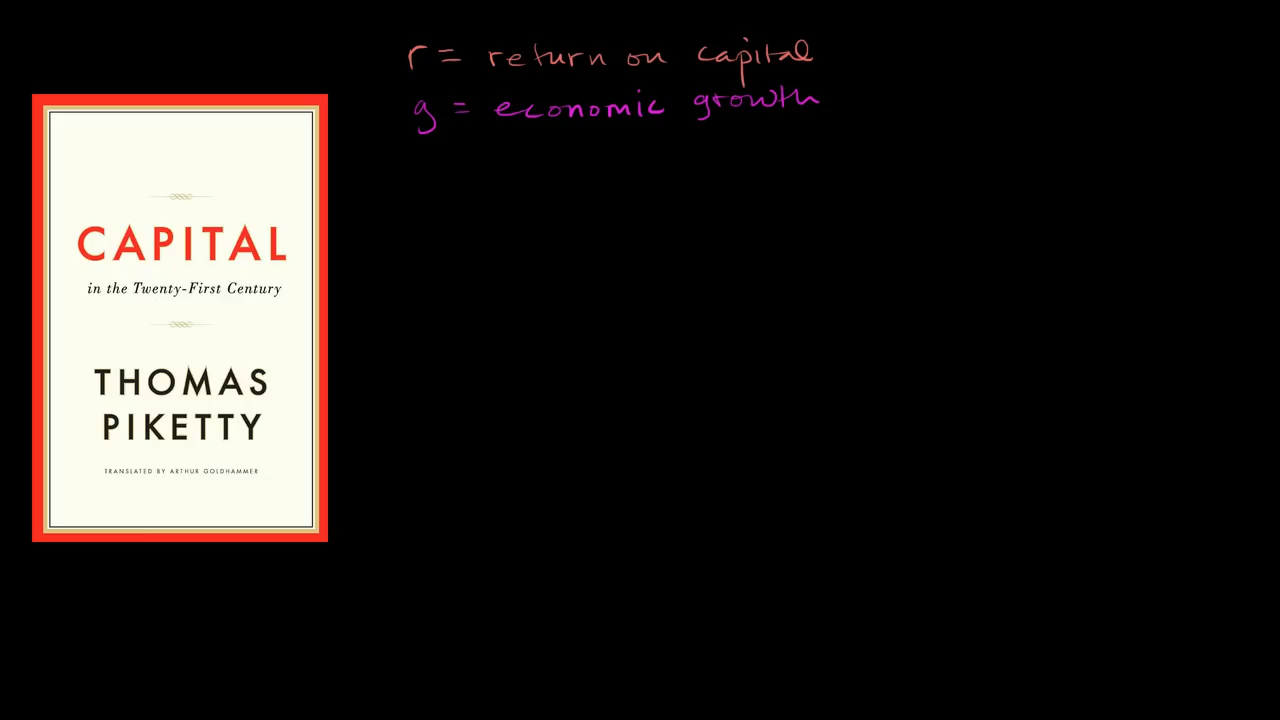 r = return on capital
g = economic growth
CAPITAL
in the Twenty-First Century
THOMAS
PIKETTY
TRANSLATED BY ARTHUR GOLDHAMMER